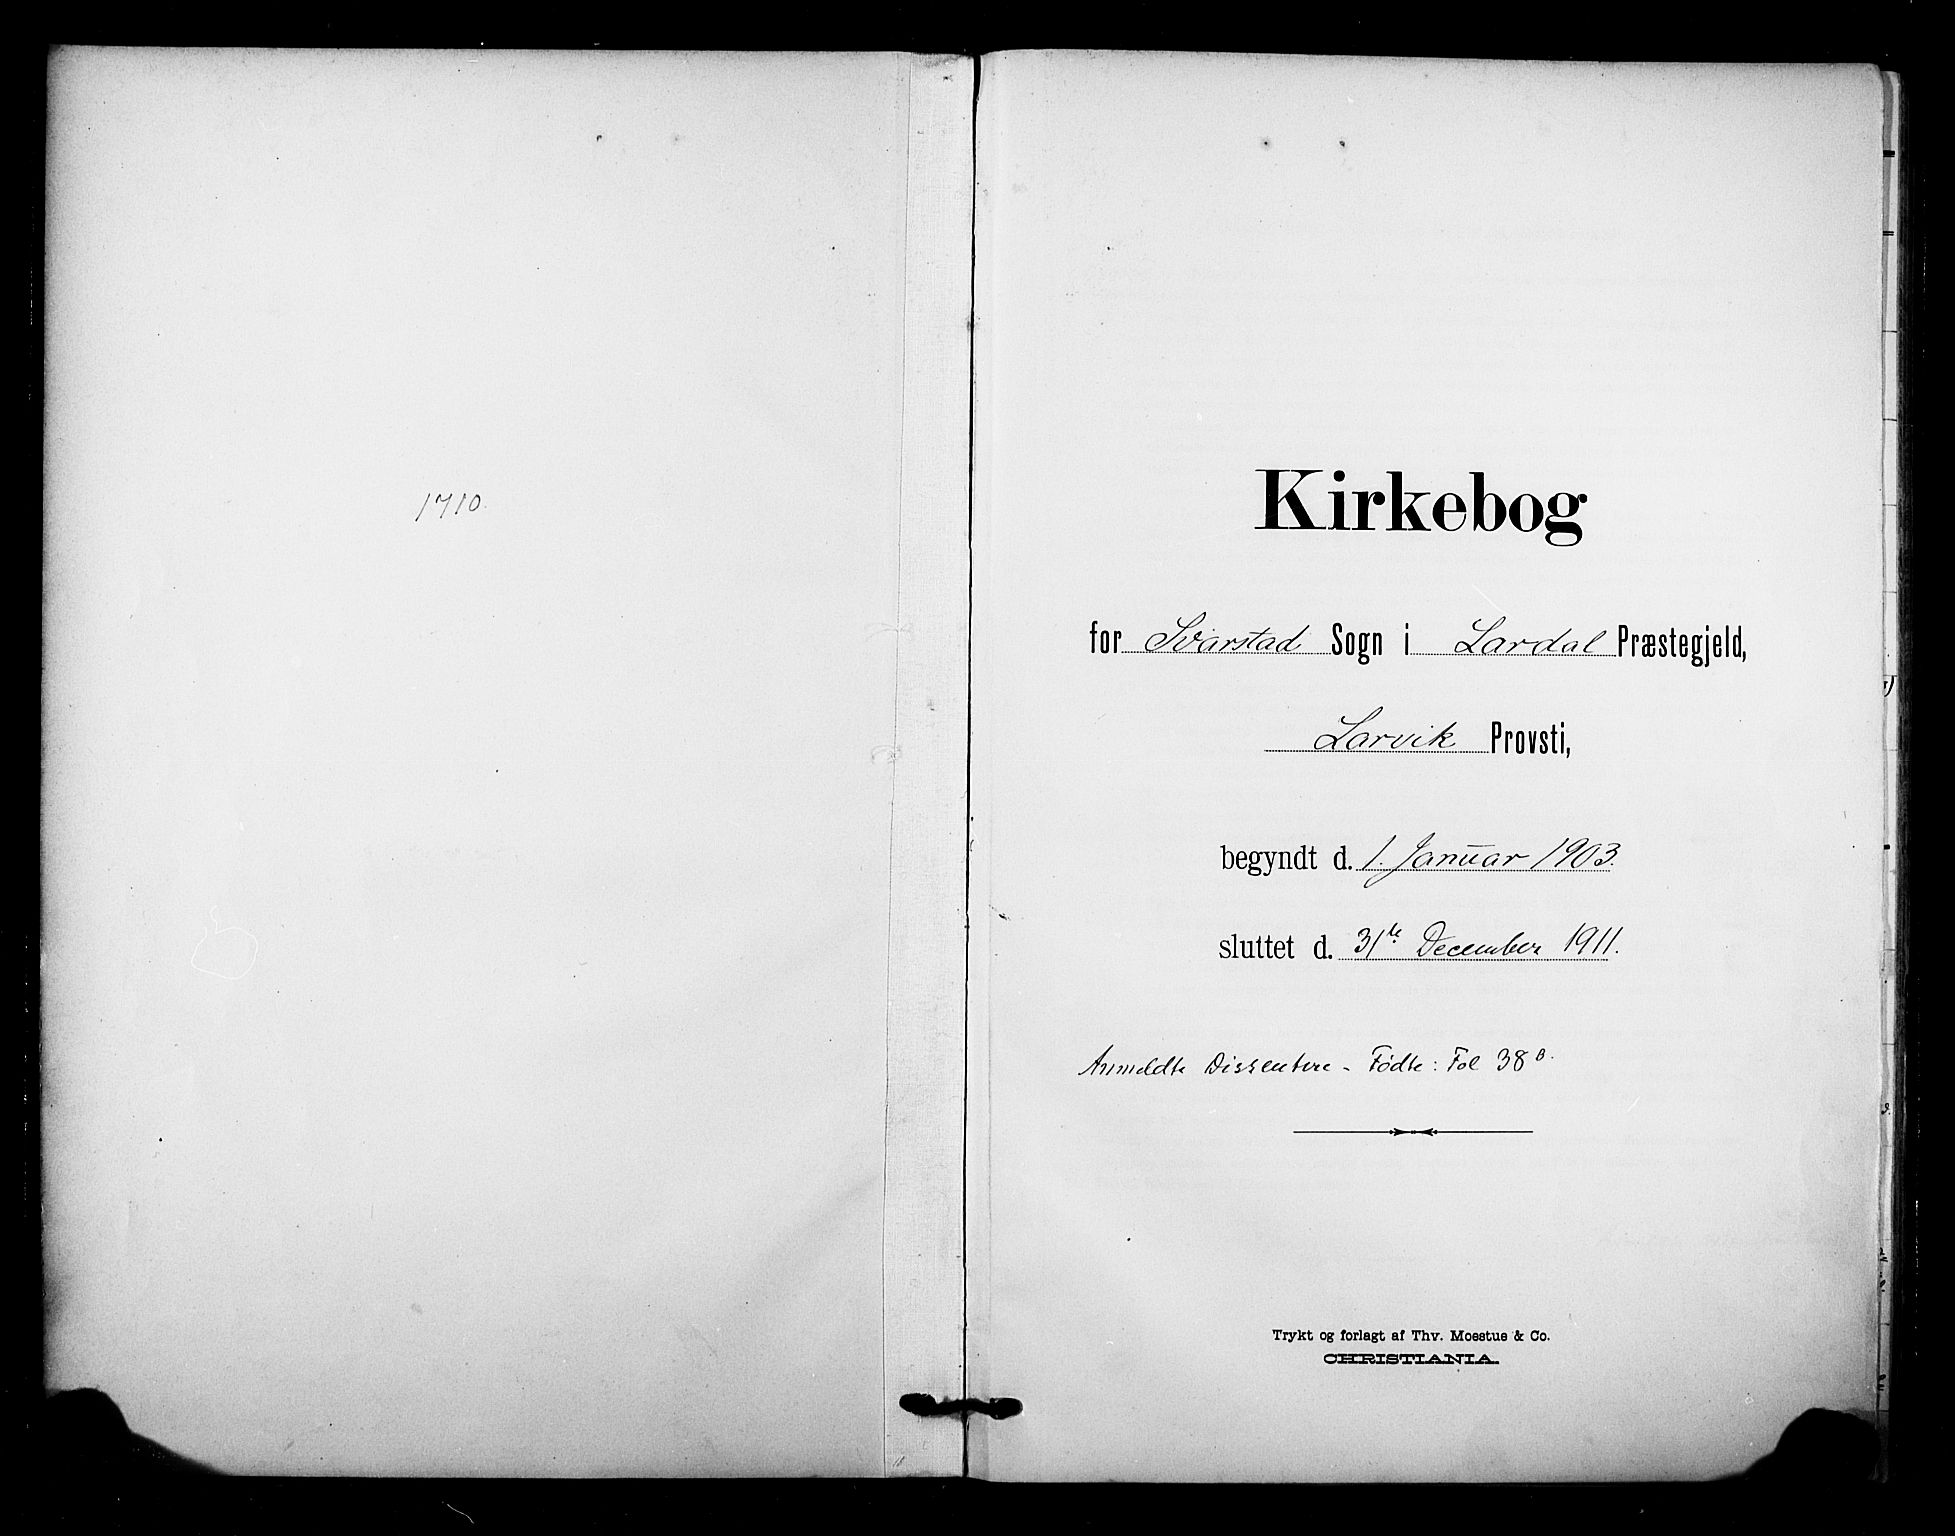 1710.
Kirkebog
for Svarstad Sogn i Lardal Præstegjeld,
Larvik Provsti,
begyndt d. 1. Januar 1903.
sluttet d. 31te December 1911.
Anmeldte Dissentere - Fødte: Fol 38 B.
Trykt og forlagt af Thv. Moestue & Co.
CHRISTIANIA.